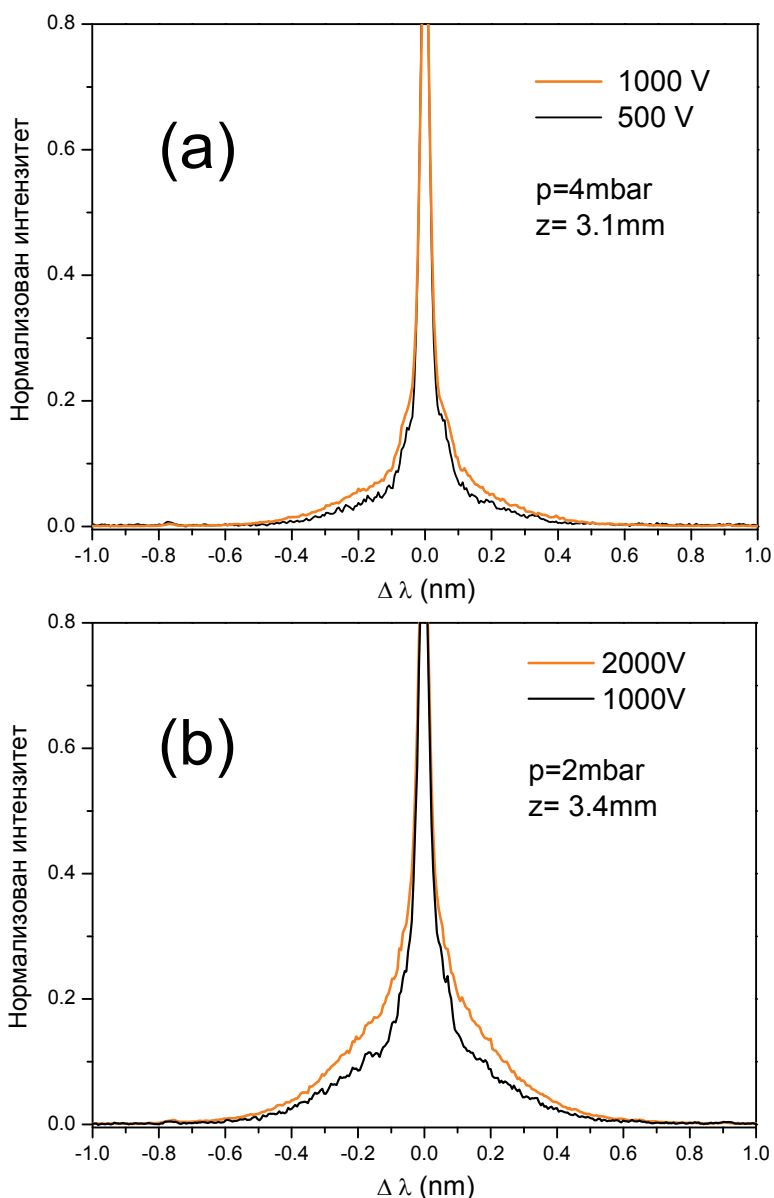 0.8
0.6
0.4
0.2
0.0
Нормализован интензитет
(a)
1000 V
500 V
p=4mbar
z= 3.1mm
-1.0 -0.8 -0.6 -0.4 -0.2 0.0 0.2 0.4 0.6 0.8 1.0
Δ λ (nm)
0.8
0.6
0.4
0.2
0.0
Нормализован интензитет
(b)
2000V
1000V
p=2mbar
z= 3.4mm
-1.0 -0.8 -0.6 -0.4 -0.2 0.0 0.2 0.4 0.6 0.8 1.0
Δ λ (nm)